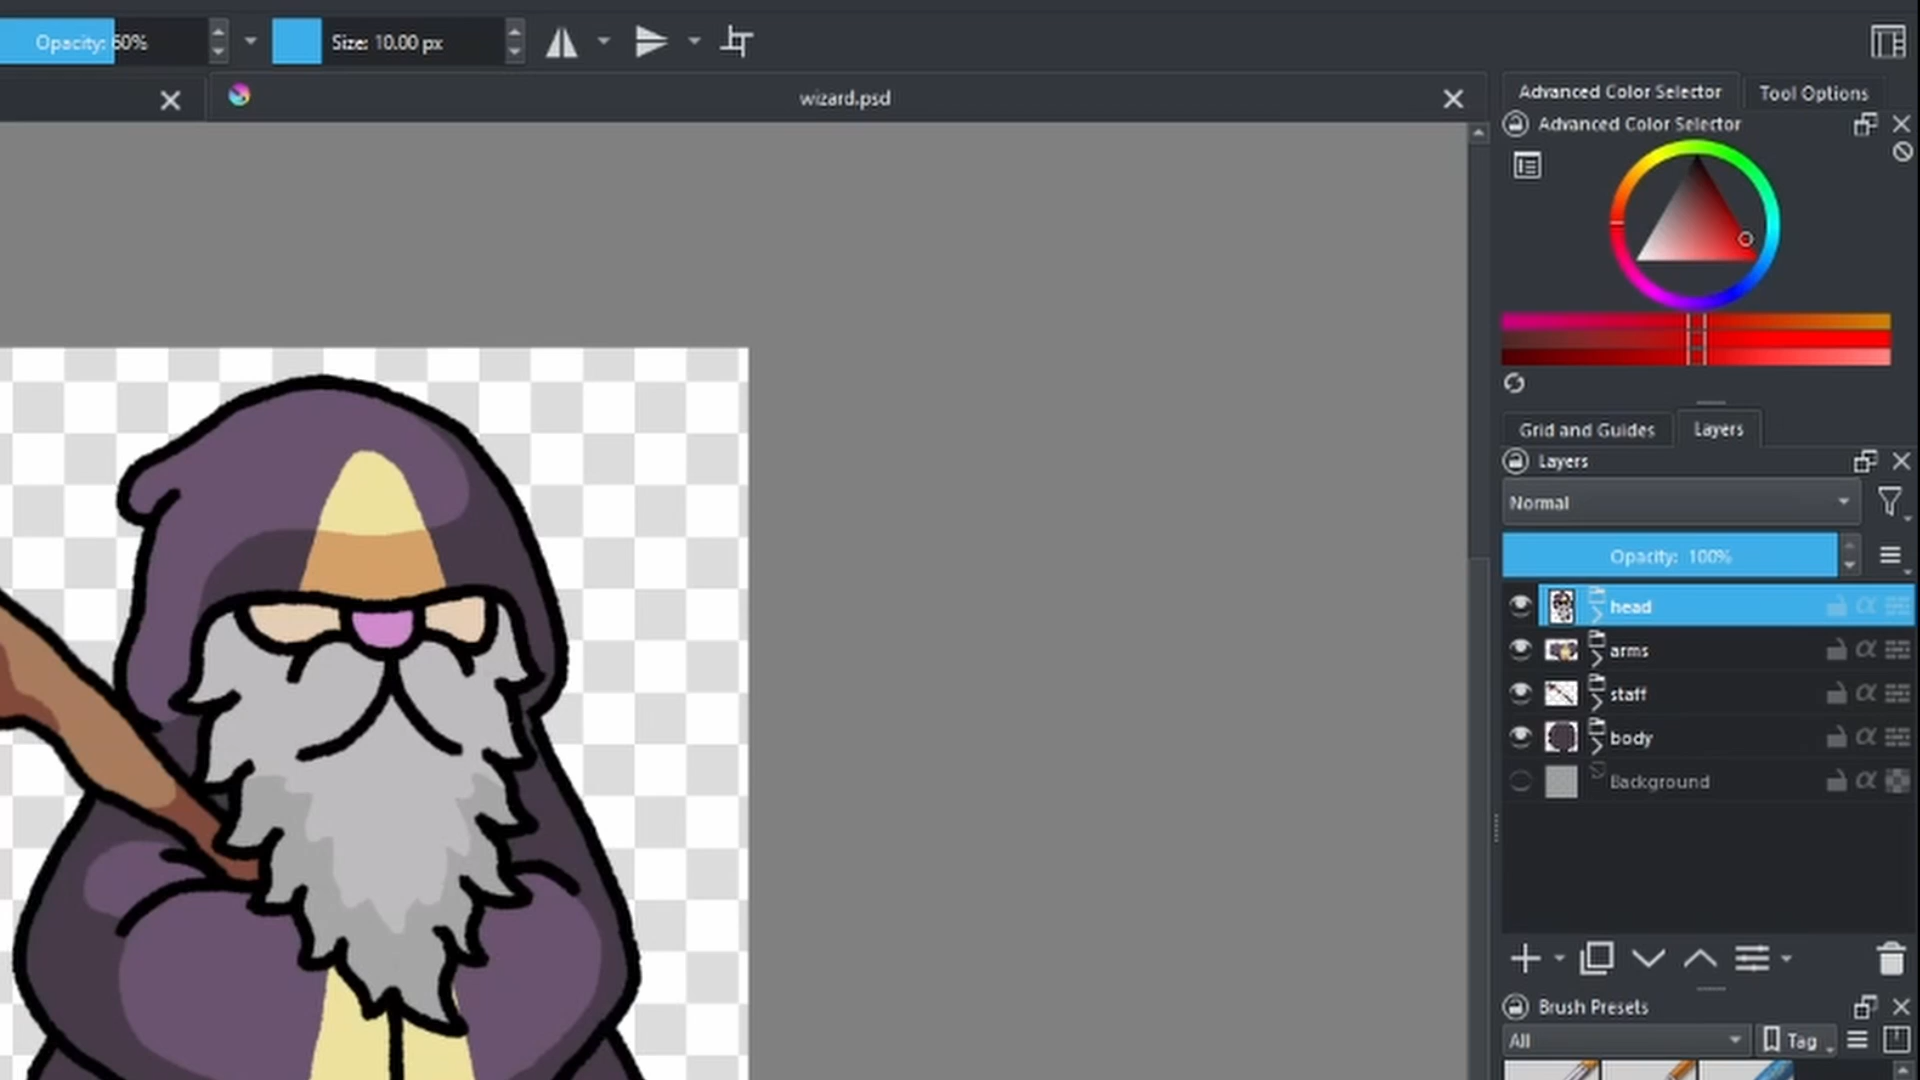 Opacity: 60%
Size: 10.00 px
wizard.psd
Advanced Color Selector
Tool Options
Advanced Color Selector
Grid and Guides
Layers
Layers
Normal
Opacity: 100%
head
arms
staff
body
Background
Brush Presets
All
Tag